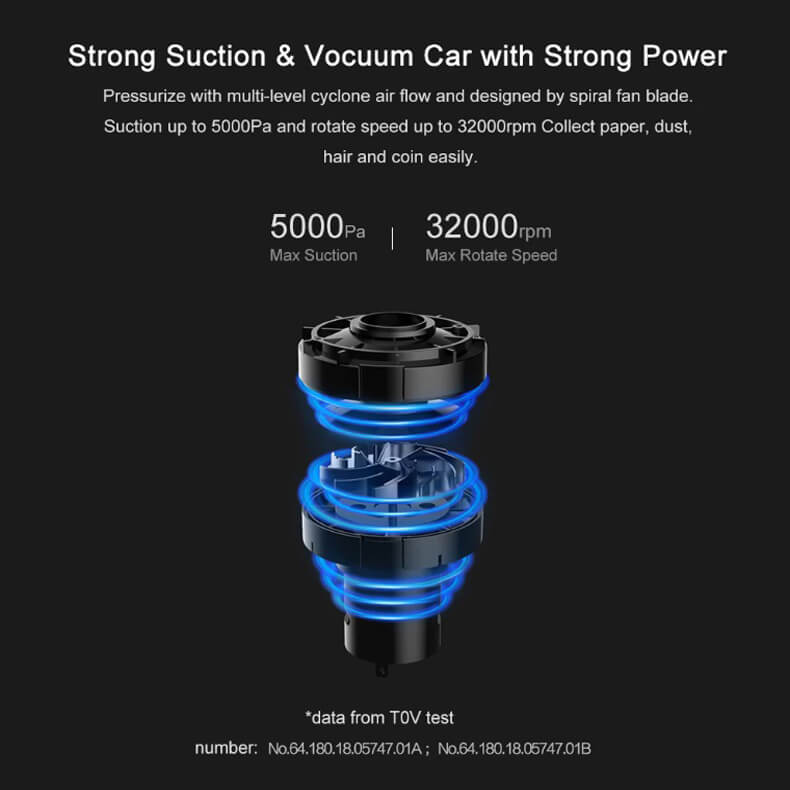 Strong Suction & Vocuum Car with Strong Power
Pressurize with multi-level cyclone air flow and designed by spiral fan blade.
Suction up to 5000Pa and rotate speed up to 32000rpm Collect paper, dust,
hair and coin easily.
5000Pa | 32000rpm
Max Suction Max Rotate Speed
*data from T0V test
number: No.64.180.18.05747.01A ; No.64.180.18.05747.01B